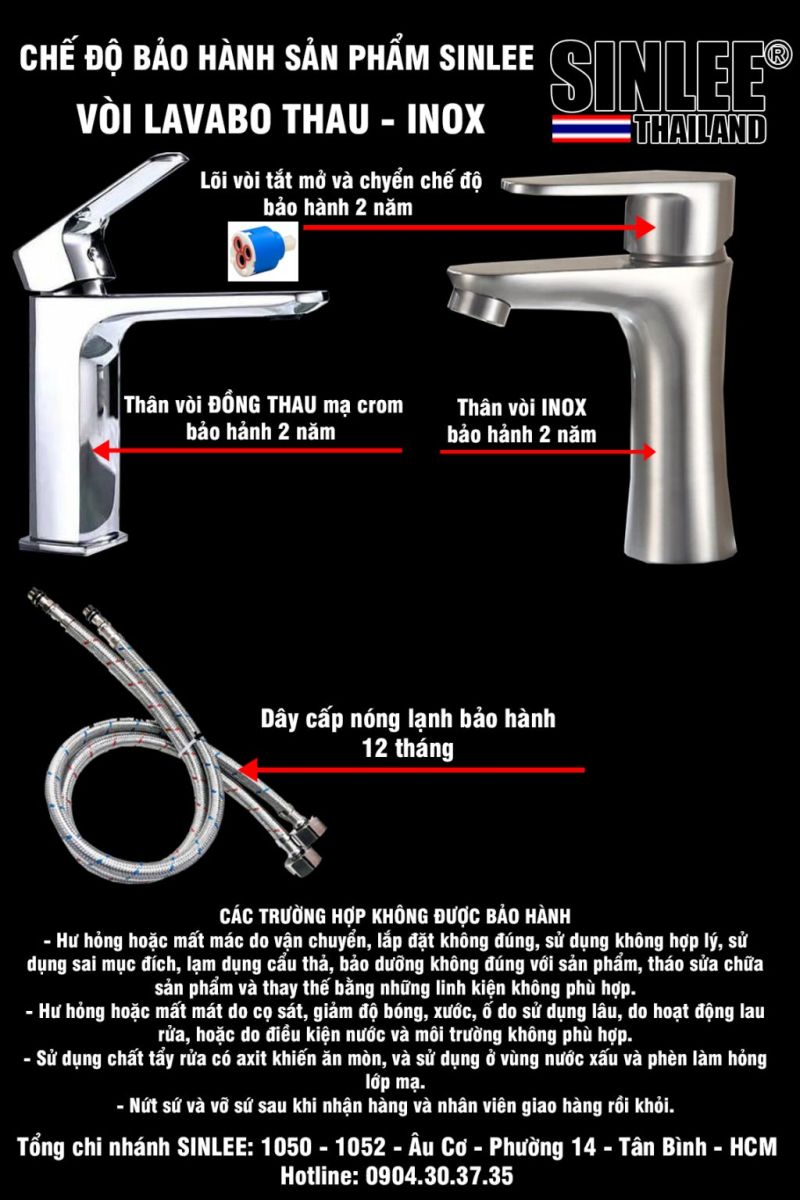 CHẾ ĐỘ BẢO HÀNH SẢN PHẨM SINLEE
VÒI LAVABO THAU - INOX
SINLEE®
THAILAND
Lõi vòi tắt mở và chyển chế độ
bảo hành 2 năm
Thân vòi ĐỒNG THAU mạ crom
bảo hảnh 2 năm
Thân vòi INOX
bảo hảnh 2 năm
Dây cấp nóng lạnh bảo hành
12 tháng
CÁC TRƯỜNG HỢP KHÔNG ĐƯỢC BẢO HÀNH
- Hư hỏng hoặc mất mác do vận chuyển, lắp đặt không đúng, sử dụng không hợp lý, sử
dụng sai mục đích, lạm dụng cẩu thả, bảo dưỡng không đúng với sản phẩm, tháo sửa chữa
sản phẩm và thay thế bằng những linh kiện không phù hợp.
- Hư hỏng hoặc mất mát do cọ sát, giảm độ bóng, xước, ố do sử dụng lâu, do hoạt động lau
rửa, hoặc do điều kiện nước và môi trường không phù hợp.
- Sử dụng chất tẩy rửa có axit khiến ăn mòn, và sử dụng ở vùng nước xấu và phèn làm hỏng
lớp mạ.
- Nứt sứ và vỡ sứ sau khi nhận hàng và nhân viên giao hàng rồi khỏi.
Tổng chi nhánh SINLEE: 1050 - 1052 - Âu Cơ - Phường 14 - Tân Bình - HCM
Hotline: 0904.30.37.35